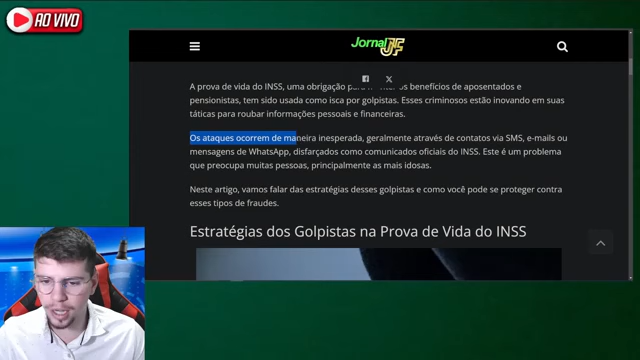 AO VIVO
Jornal JF
A prova de vida do INSS, uma obrigação para os benefícios de aposentados e
pensionistas, tem sido usada como isca por golpistas. Esses criminosos estão inovando em suas
táticas para roubar informações pessoais e financeiras.
Os ataques ocorrem de maneira inesperada, geralmente através de contatos via SMS, e-mails ou
mensagens de WhatsApp, disfarçados como comunicados oficiais do INSS. Este é um problema
que preocupa muitas pessoas, principalmente as mais idosas.
Neste artigo, vamos falar das estratégias desses golpistas e como você pode se proteger contra
esses tipos de fraudes.
Estratégias dos Golpistas na Prova de Vida do INSS